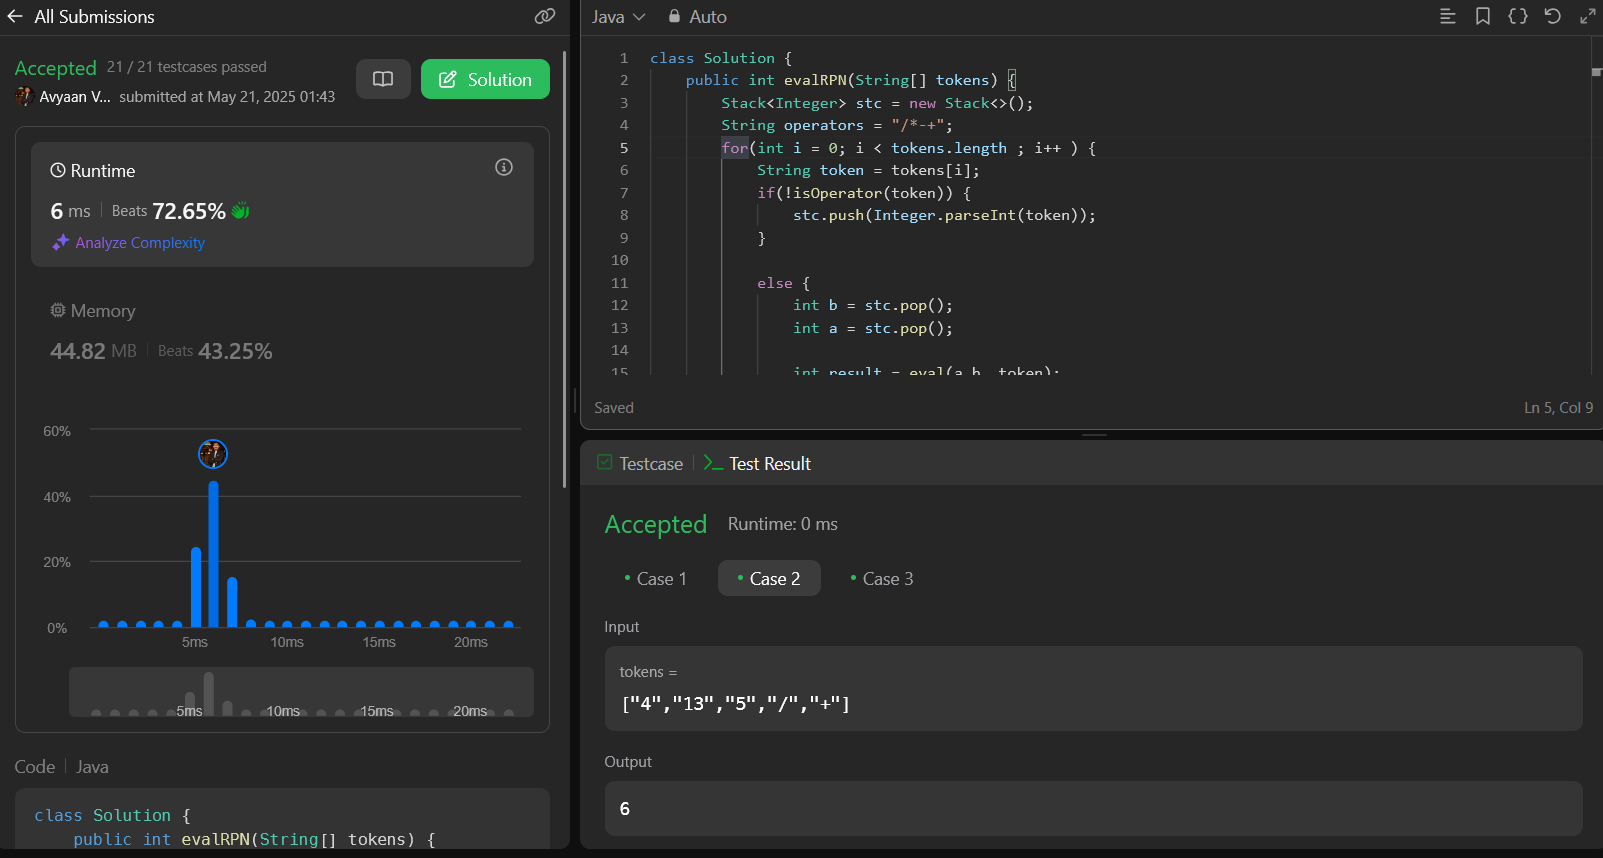 All Submissions
Accepted 21 / 21 testcases passed
Avyaan V... submitted at May 21, 2025 01:43
Solution
Runtime
6 ms | Beats 72.65%
Analyze Complexity
Memory
44.82 MB | Beats 43.25%
60%
40%
20%
0%
5ms 10ms 15ms 20ms
5ms 10ms 15ms 20ms
Code | Java
class Solution {
public int evalRPN(String[] tokens) {
Java Auto
1 class Solution {
2 public int evalRPN(String[] tokens) {
3 Stack<Integer> stc = new Stack<>();
4 String operators = "/*-+";
5 for(int i = 0; i < tokens.length ; i++ ) {
6 String token = tokens[i];
7 if(!isOperator(token)) {
8 stc.push(Integer.parseInt(token));
9 }
10
11 else {
12 int b = stc.pop();
13 int a = stc.pop();
14
15 int result = eval(a,b, token);
Saved Ln 5, Col 9
Testcase | Test Result
Accepted Runtime: 0 ms
Case 1 Case 2 Case 3
Input
tokens =
["4","13","5","/","+"]
Output
6